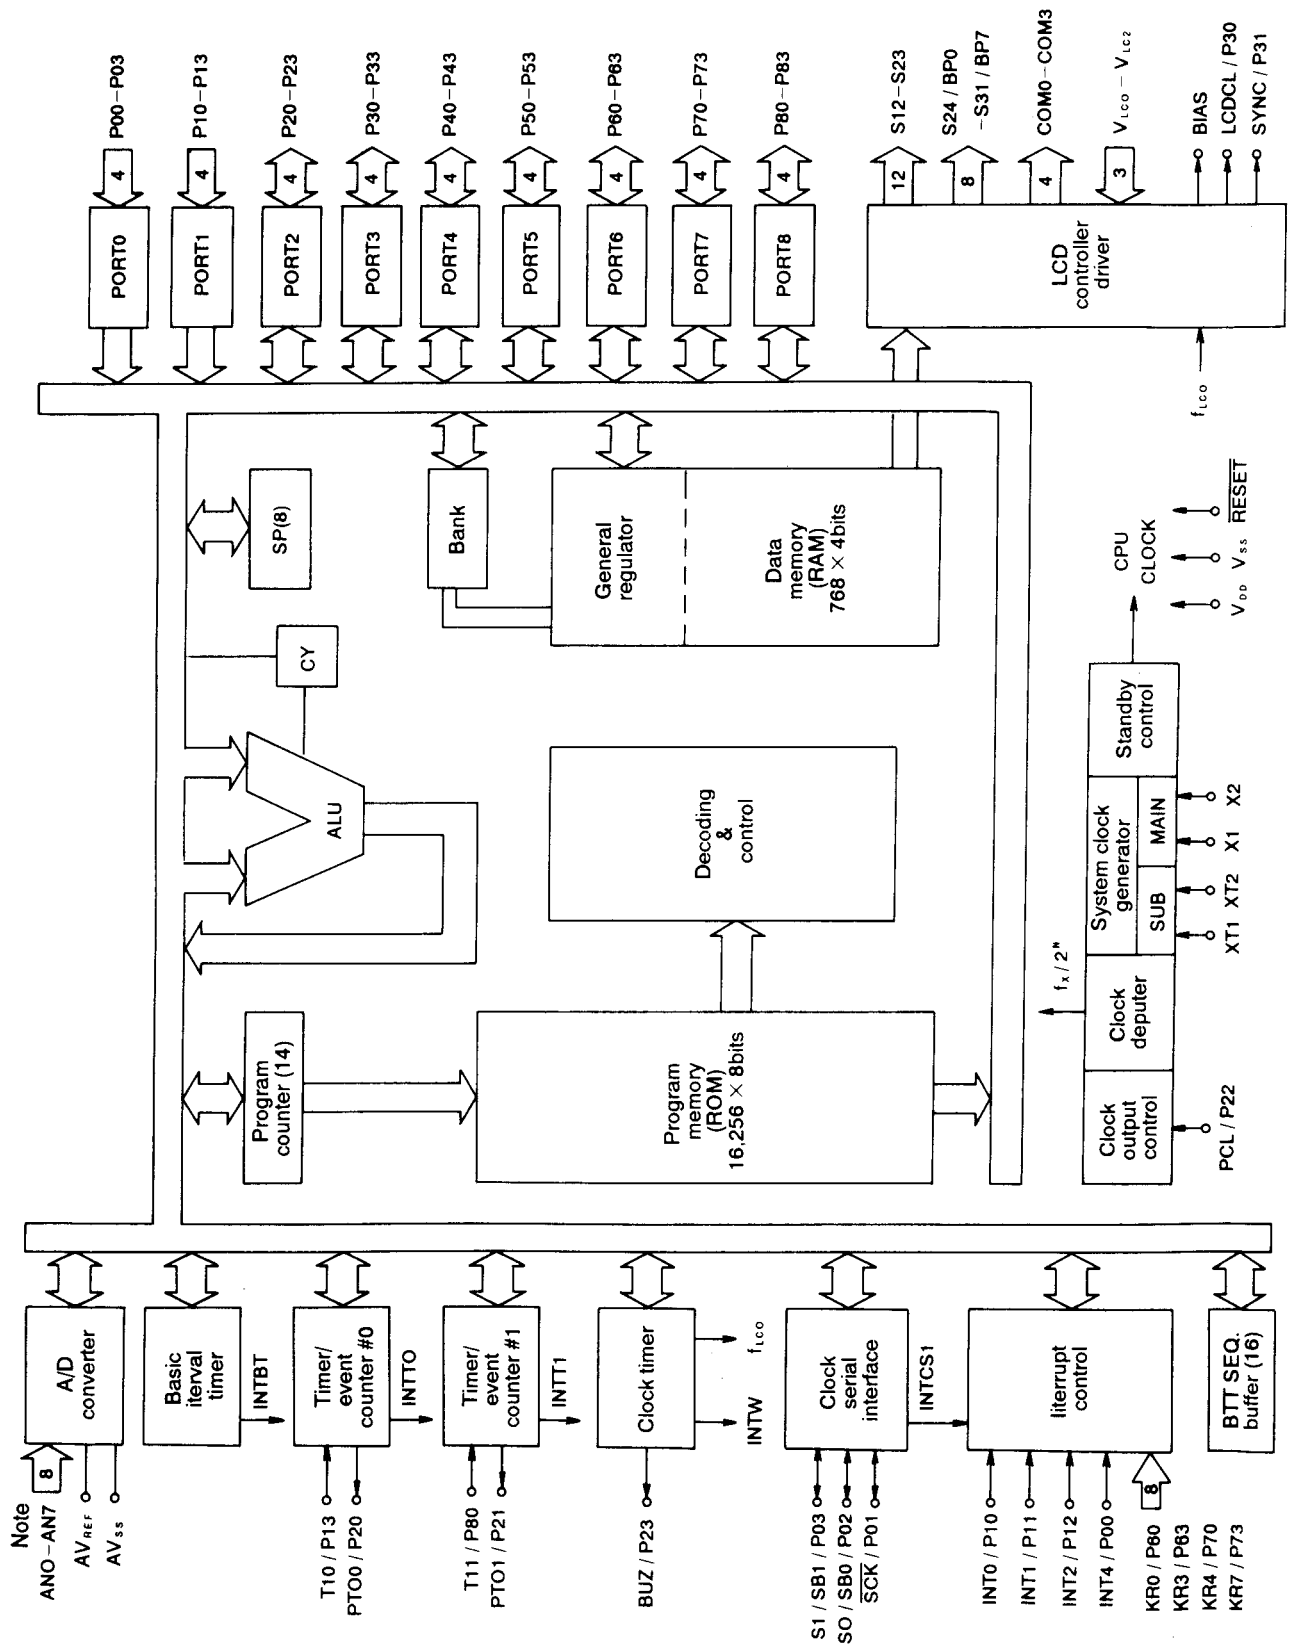 Note
ANO–AN7
AVREF
AVSS
8
A/D
converter
Basic
iterval
timer
INTBT
T10 / P13
PTO0 / P20
Timer/
event
counter #0
INTTO
T11 / P80
PTO1 / P21
Timer/
event
counter #1
INTT1
BUZ / P23
Clock timer
INTW
fLCO
S1 / SB1 / P03
SO / SB0 / P02
SCK / P01
Clock
serial
interface
INTCS1
INT0 / P10
INT1 / P11
INT2 / P12
INT4 / P00
KR0 / P60
KR3 / P63
KR4 / P70
KR7 / P73
8
Iiterrupt
control
BTT SEQ.
buffer (16)
Program
counter (14)
ALU
CY
SP(8)
Program
memory
(ROM)
16,256 × 8bits
Decoding
&
control
Bank
General
regulator
Data
memory
(RAM)
768 × 4bits
Clock
output
control
PCL / P22
Clock
deputer
fX / 2N
System clock
generator
SUB
MAIN
XT1
XT2
X1
X2
Standby
control
CPU
CLOCK
VDD
VSS
RESET
PORT0
4
P00–P03
PORT1
4
P10–P13
PORT2
4
P20–P23
PORT3
4
P30–P33
PORT4
4
P40–P43
PORT5
4
P50–P53
PORT6
4
P60–P63
PORT7
4
P70–P73
PORT8
4
P80–P83
LCD
controller
driver
fLCO
12
S12–S23
8
S24 / BP0
–S31 / BP7
4
COM0–COM3
3
VLCO–VLC2
BIAS
LCDCL / P30
SYNC / P31